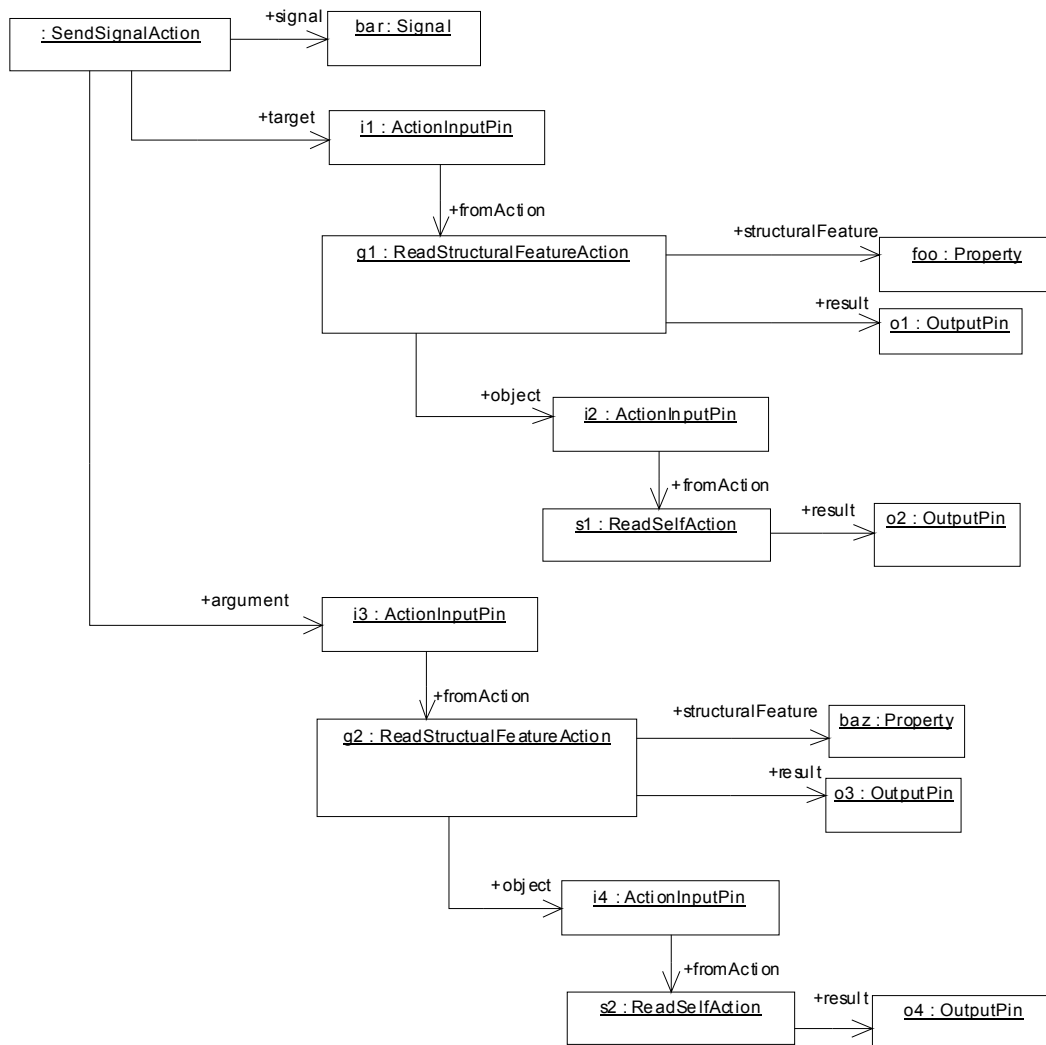 +signal
: SendSignalAction
bar: Signal
+target
i1 : ActionInputPin
+fromAction
g1 : ReadStructuralFeatureAction
+structuralFeature
foo : Property
+result
o1 : OutputPin
+object
i2 : ActionInputPin
+fromAction
s1 : ReadSelfAction
+result
o2 : OutputPin
+argument
i3 : ActionInputPin
+fromAction
g2 : ReadStructualFeatureAction
+structuralFeature
baz : Property
+result
o3 : OutputPin
+object
i4 : ActionInputPin
+fromAction
s2 : ReadSelfAction
+result
o4 : OutputPin